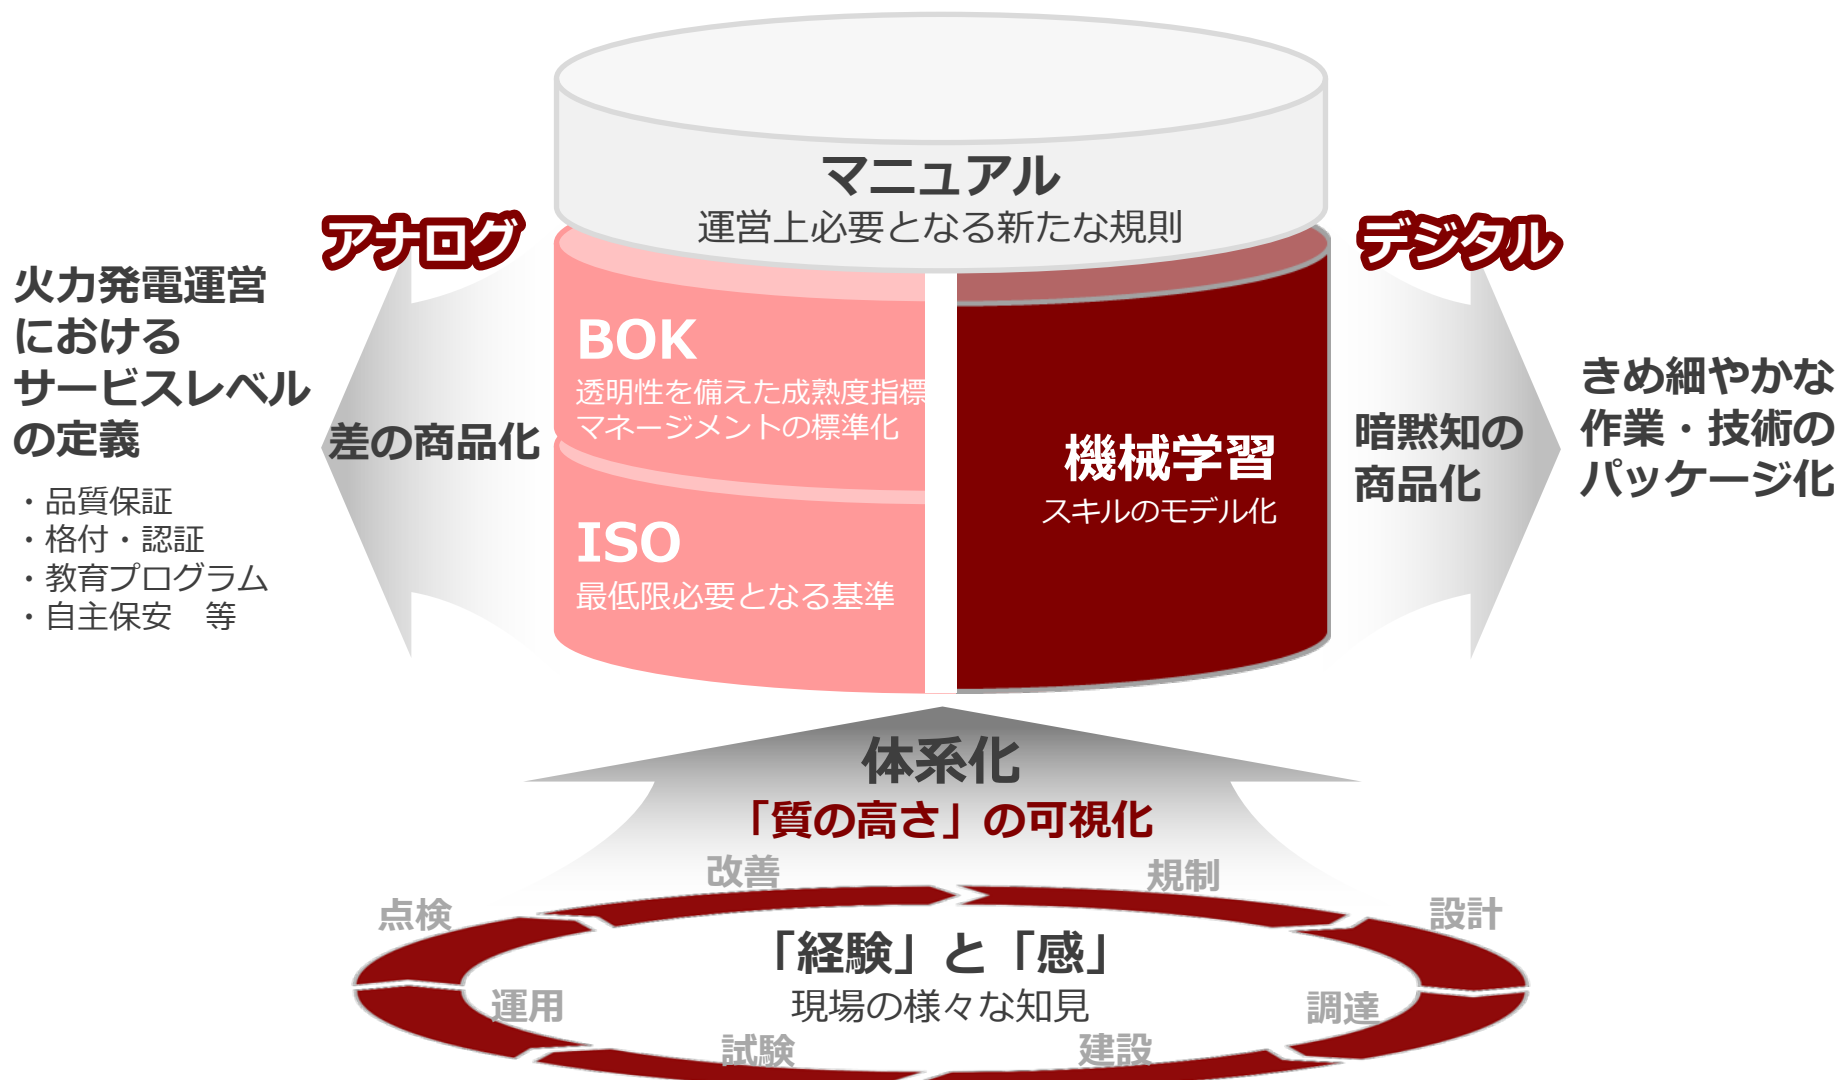 マニュアル
運営上必要となる新たな規則
アナログ
デジタル
火力発電運営
における
サービスレベル
の定義
・品質保証
・格付・認証
・教育プログラム
・自主保安　等
差の商品化
BOK
透明性を備えた成熟度指標
マネージメントの標準化
ISO
最低限必要となる基準
機械学習
スキルのモデル化
暗黙知の
商品化
きめ細やかな
作業・技術の
パッケージ化
体系化
「質の高さ」の可視化
改善
規制
点検
設計
「経験」と「感」
現場の様々な知見
運用
調達
試験
建設